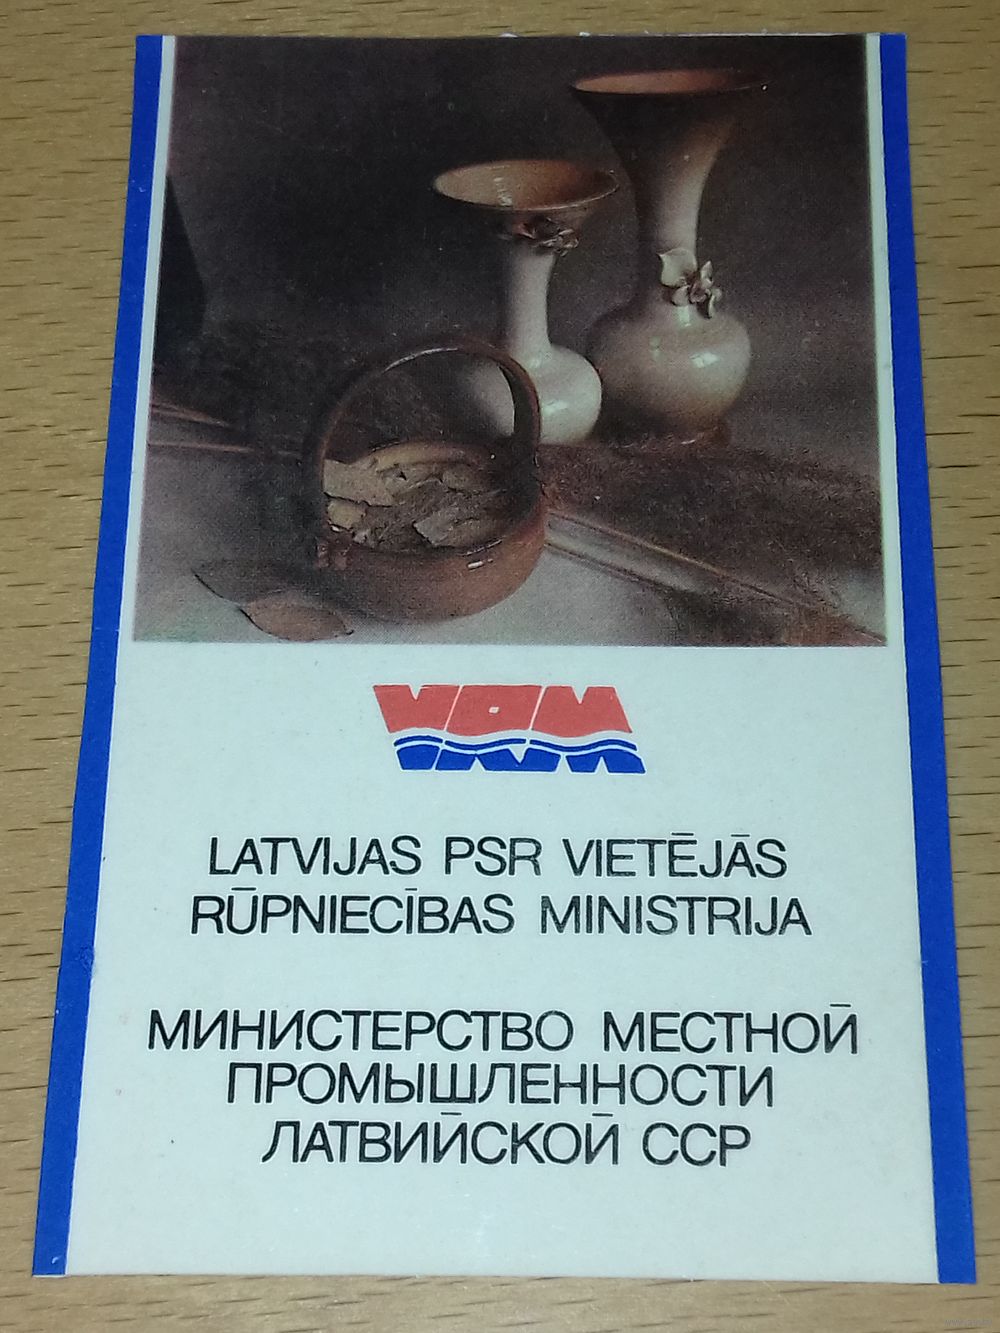 LATVIJAS PSR VIETĒJĀS
RŪPNIECĪBAS MINISTRIJA
МИНИСТЕРСТВО МЕСТНОЙ
ПРОМЫШЛЕННОСТИ
ЛАТВИЙСКОЙ ССР